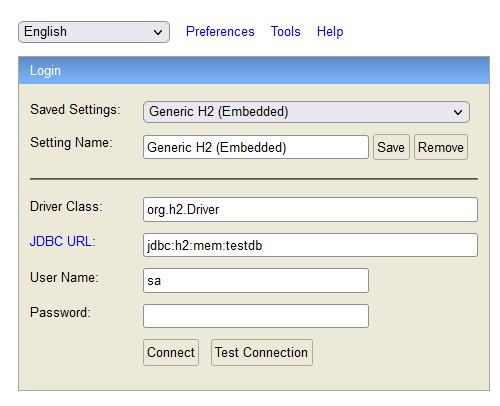 English Preferences Tools Help
Login
Saved Settings: Generic H2 (Embedded)
Setting Name: Generic H2 (Embedded) Save Remove
Driver Class: org.h2.Driver
JDBC URL: jdbc:h2:mem:testdb
User Name: sa
Password:
Connect Test Connection